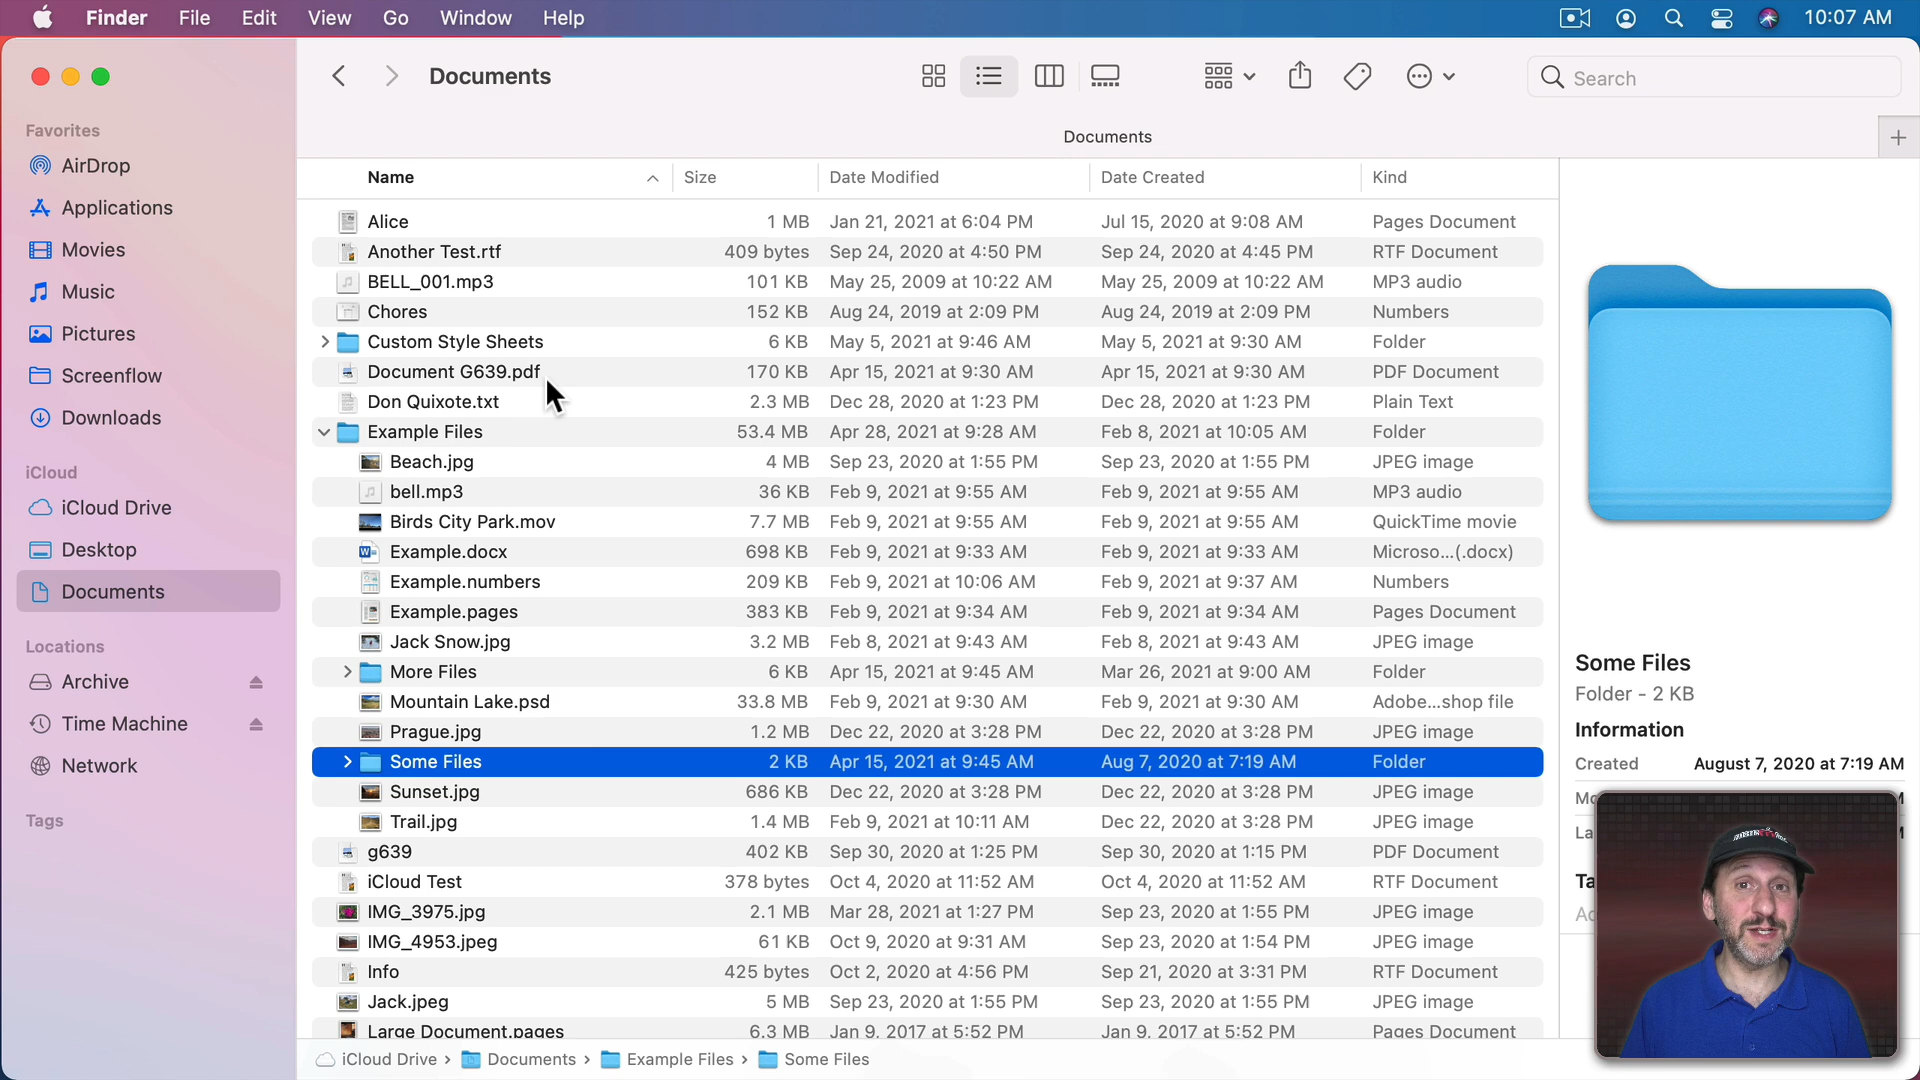 Finder File Edit View Go Window Help 10:07 AM
Documents Search
Documents
Favorites
AirDrop
Applications
Movies
Music
Pictures
Screenflow
Downloads
iCloud
iCloud Drive
Desktop
Documents
Locations
Archive
Time Machine
Network
Tags
Name Size Date Modified Date Created Kind
Alice 1 MB Jan 21, 2021 at 6:04 PM Jul 15, 2020 at 9:08 AM Pages Document
Another Test.rtf 409 bytes Sep 24, 2020 at 4:50 PM Sep 24, 2020 at 4:45 PM RTF Document
BELL_001.mp3 101 KB May 25, 2009 at 10:22 AM May 25, 2009 at 10:22 AM MP3 audio
Chores 152 KB Aug 24, 2019 at 2:09 PM Aug 24, 2019 at 2:09 PM Numbers
Custom Style Sheets 6 KB May 5, 2021 at 9:46 AM May 5, 2021 at 9:30 AM Folder
Document G639.pdf 170 KB Apr 15, 2021 at 9:30 AM Apr 15, 2021 at 9:30 AM PDF Document
Don Quixote.txt 2.3 MB Dec 28, 2020 at 1:23 PM Dec 28, 2020 at 1:23 PM Plain Text
Example Files 53.4 MB Apr 28, 2021 at 9:28 AM Feb 8, 2021 at 10:05 AM Folder
Beach.jpg 4 MB Sep 23, 2020 at 1:55 PM Sep 23, 2020 at 1:55 PM JPEG image
bell.mp3 36 KB Feb 9, 2021 at 9:55 AM Feb 9, 2021 at 9:55 AM MP3 audio
Birds City Park.mov 7.7 MB Feb 9, 2021 at 9:55 AM Feb 9, 2021 at 9:55 AM QuickTime movie
Example.docx 698 KB Feb 9, 2021 at 9:33 AM Feb 9, 2021 at 9:33 AM Microso...(.docx)
Example.numbers 209 KB Feb 9, 2021 at 10:06 AM Feb 9, 2021 at 9:37 AM Numbers
Example.pages 383 KB Feb 9, 2021 at 9:34 AM Feb 9, 2021 at 9:34 AM Pages Document
Jack Snow.jpg 3.2 MB Feb 8, 2021 at 9:43 AM Feb 8, 2021 at 9:43 AM JPEG image
More Files 6 KB Apr 15, 2021 at 9:45 AM Mar 26, 2021 at 9:00 AM Folder
Mountain Lake.psd 33.8 MB Feb 9, 2021 at 9:30 AM Feb 9, 2021 at 9:30 AM Adobe...shop file
Prague.jpg 1.2 MB Dec 22, 2020 at 3:28 PM Dec 22, 2020 at 3:28 PM JPEG image
Some Files 2 KB Apr 15, 2021 at 9:45 AM Aug 7, 2020 at 7:19 AM Folder
Sunset.jpg 686 KB Dec 22, 2020 at 3:28 PM Dec 22, 2020 at 3:28 PM JPEG image
Trail.jpg 1.4 MB Feb 9, 2021 at 10:11 AM Dec 22, 2020 at 3:28 PM JPEG image
g639 402 KB Sep 30, 2020 at 1:25 PM Sep 30, 2020 at 1:15 PM PDF Document
iCloud Test 378 bytes Oct 4, 2020 at 11:52 AM Oct 4, 2020 at 11:52 AM RTF Document
IMG_3975.jpg 2.1 MB Mar 28, 2021 at 1:27 PM Sep 23, 2020 at 1:55 PM JPEG image
IMG_4953.jpeg 61 KB Oct 9, 2020 at 9:31 AM Sep 23, 2020 at 1:54 PM JPEG image
Info 425 bytes Oct 2, 2020 at 4:56 PM Sep 21, 2020 at 3:31 PM RTF Document
Jack.jpeg 5 MB Sep 23, 2020 at 1:55 PM Sep 23, 2020 at 1:55 PM JPEG image
Large Document.pages 6.3 MB Jan 9, 2017 at 5:52 PM Jan 9, 2017 at 5:52 PM Pages Document
iCloud Drive › Documents › Example Files › Some Files
Some Files
Folder - 2 KB
Information
Created August 7, 2020 at 7:19 AM